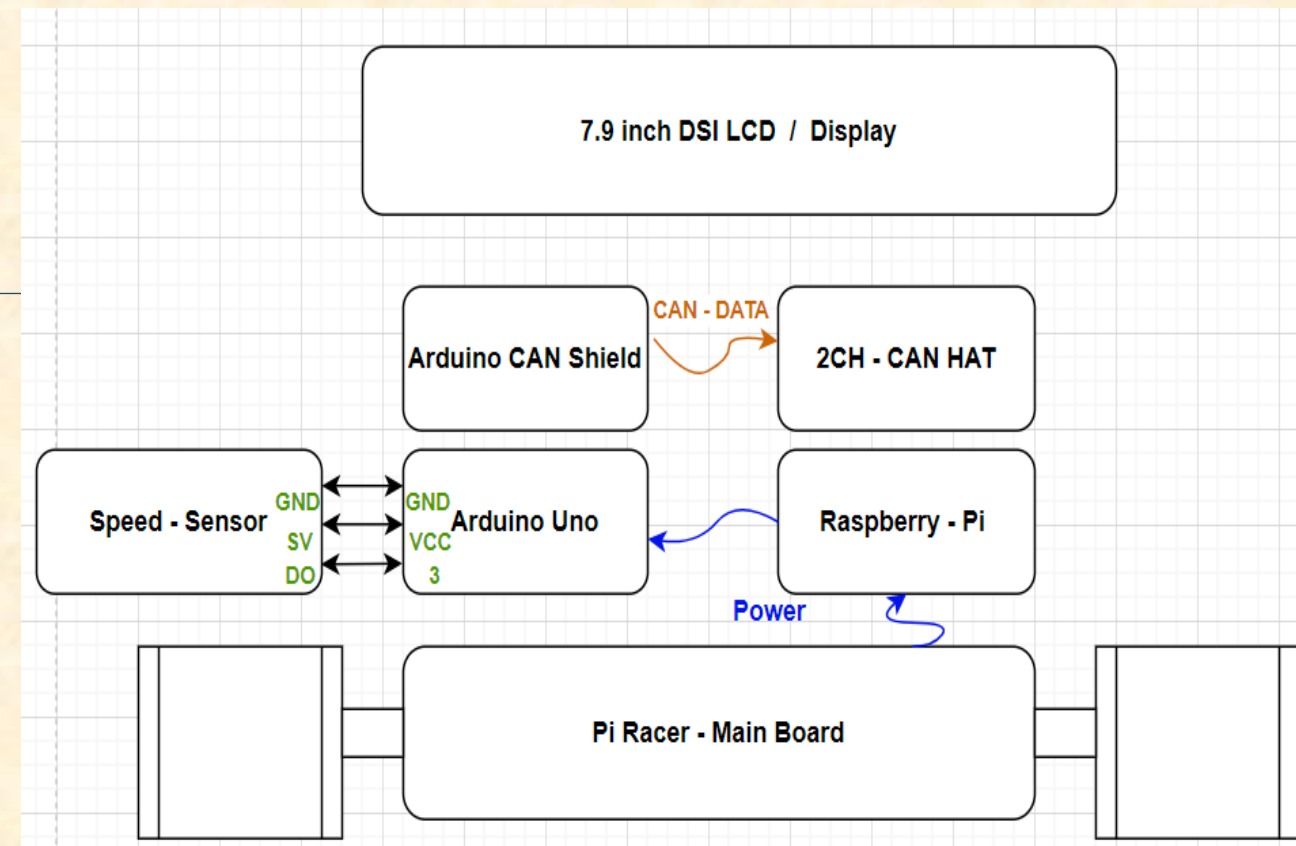 7.9 inch DSI LCD / Display
CAN - DATA
Arduino CAN Shield
2CH - CAN HAT
Speed - Sensor
GND
SV
DO
GND
VCC
3
Arduino Uno
Raspberry - Pi
Power
Pi Racer - Main Board